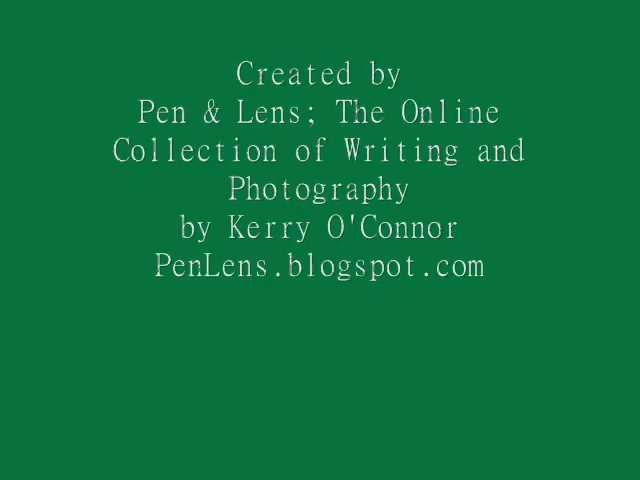 Created by
Pen & Lens; The Online
Collection of Writing and
Photography
by Kerry O'Connor
PenLens.blogspot.com